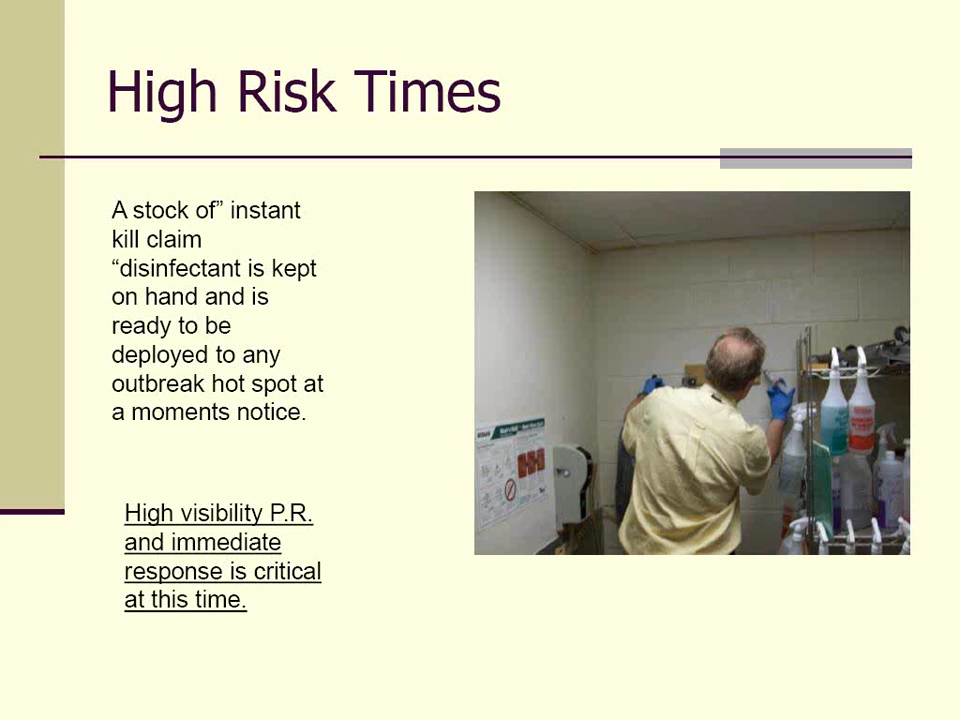 High Risk Times
A stock of” instant
kill claim
“disinfectant is kept
on hand and is
ready to be
deployed to any
outbreak hot spot at
a moments notice.
High visibility P.R.
and immediate
response is critical
at this time.